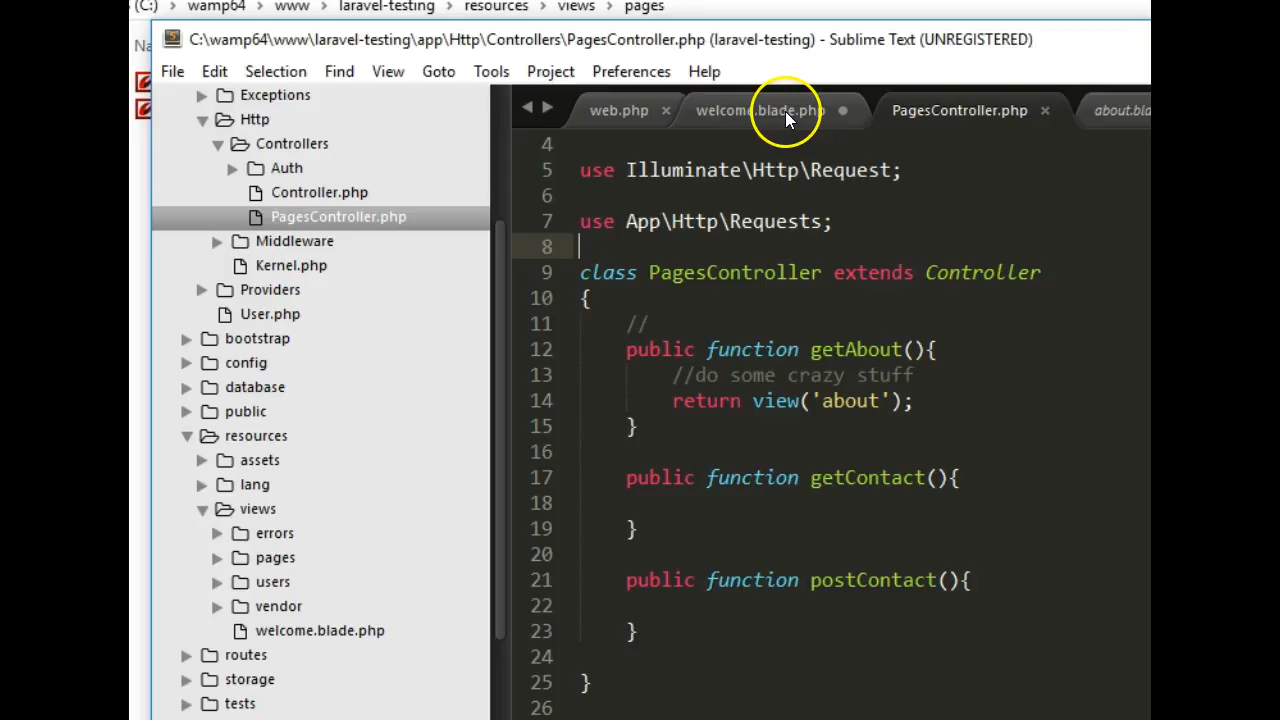 (C:) › wamp64 › www › laravel-testing › resources › views › pages
C:\wamp64\www\laravel-testing\app\Http\Controllers\PagesController.php (laravel-testing) - Sublime Text (UNREGISTERED)
File Edit Selection Find View Goto Tools Project Preferences Help
web.php × welcome.blade.php PagesController.php ×
Exceptions
Http
Controllers
Auth
Controller.php
PagesController.php
Middleware
Kernel.php
Providers
User.php
bootstrap
config
database
public
resources
assets
lang
views
errors
pages
users
vendor
welcome.blade.php
routes
storage
tests
4
5 use Illuminate\Http\Request;
6
7 use App\Http\Requests;
8
9 class PagesController extends Controller
10 {
11 //
12 public function getAbout(){
13 //do some crazy stuff
14 return view('about');
15 }
16
17 public function getContact(){
18
19 }
20
21 public function postContact(){
22
23 }
24
25 }
26